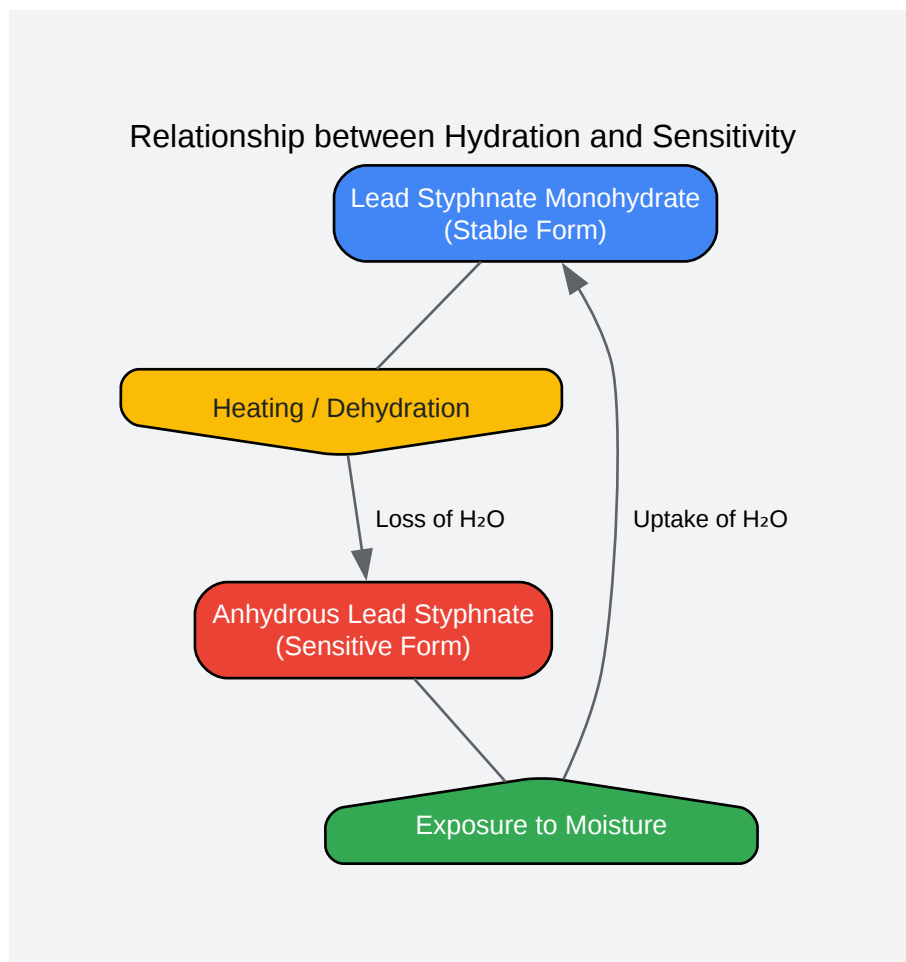 Relationship between Hydration and Sensitivity
Lead Styphnate Monohydrate
(Stable Form)
Heating / Dehydration
Loss of H₂O
Uptake of H₂O
Anhydrous Lead Styphnate
(Sensitive Form)
Exposure to Moisture